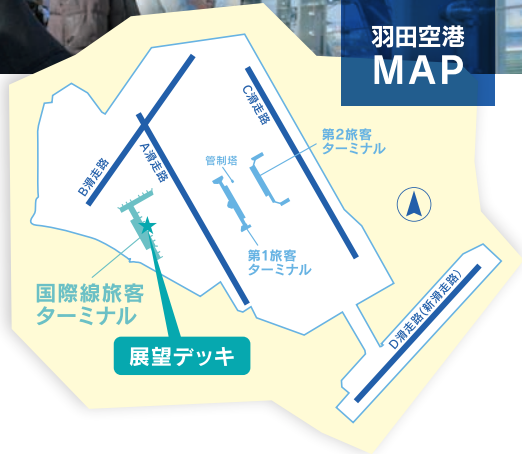 羽田空港
MAP
C滑走路
第2旅客
ターミナル
管制塔
A滑走路
B滑走路
第1旅客
ターミナル
国際線旅客
ターミナル
D滑走路(新滑走路)
展望デッキ